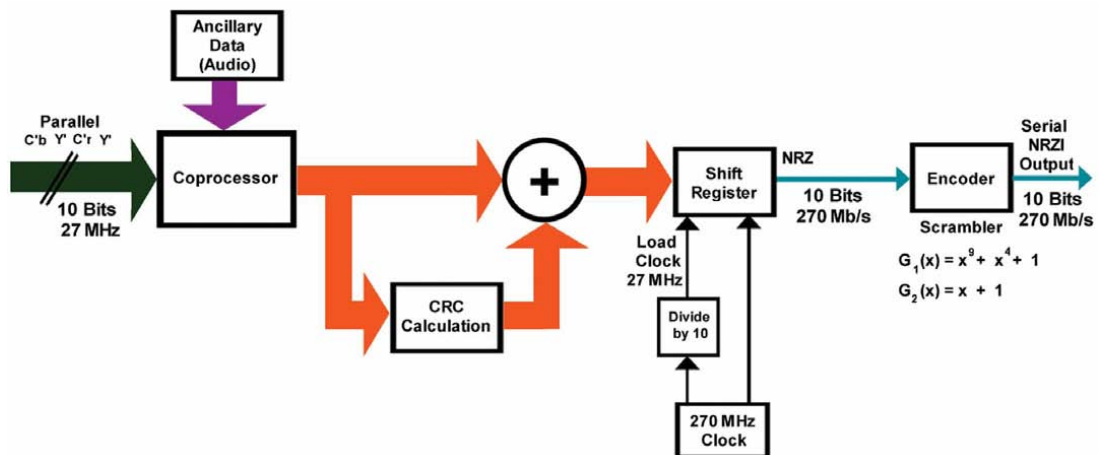 Ancillary
Data
(Audio)
Parallel
C'b Y' C'r Y'
10 Bits
27 MHz
Coprocessor
+
CRC
Calculation
Shift
Register
Load
Clock
27 MHz
Divide
by 10
270 MHz
Clock
NRZ
10 Bits
270 Mb/s
Encoder
Scrambler
G₁(x) = x⁹ + x⁴ + 1
G₂(x) = x + 1
Serial
NRZI
Output
10 Bits
270 Mb/s